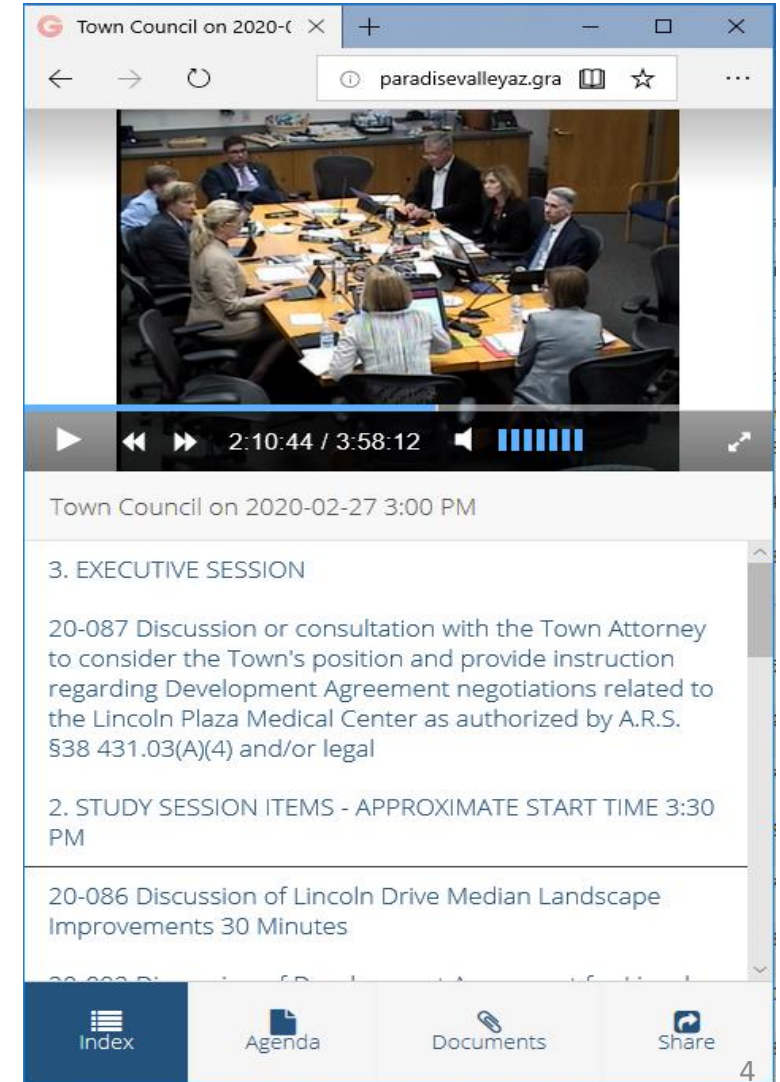 G Town Council on 2020-(
paradisevalleyaz.gra
2:10:44 / 3:58:12
Town Council on 2020-02-27 3:00 PM
3. EXECUTIVE SESSION
20-087 Discussion or consultation with the Town Attorney
to consider the Town's position and provide instruction
regarding Development Agreement negotiations related to
the Lincoln Plaza Medical Center as authorized by A.R.S.
§38 431.03(A)(4) and/or legal
2. STUDY SESSION ITEMS - APPROXIMATE START TIME 3:30
PM
20-086 Discussion of Lincoln Drive Median Landscape
Improvements 30 Minutes
Index
Agenda
Documents
Share
4